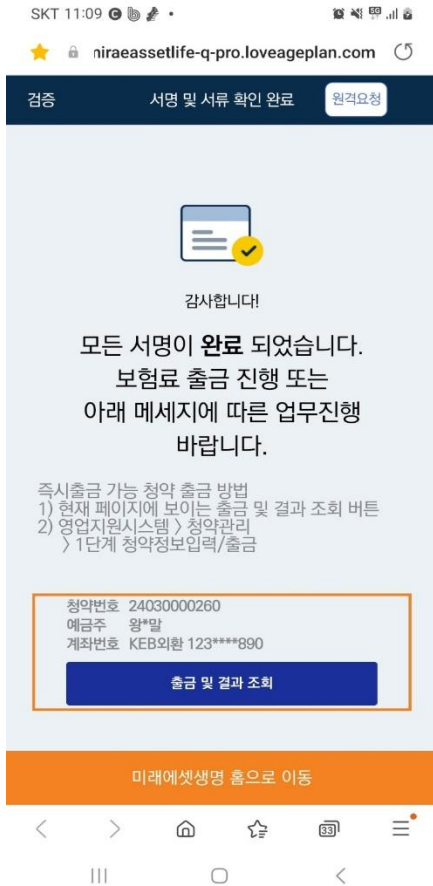 SKT 11:09
niraeassetlife-q-pro.loveageplan.com
검증 서명 및 서류 확인 완료 원격요청
감사합니다!
모든 서명이 완료 되었습니다.
보험료 출금 진행 또는
아래 메세지에 따른 업무진행
바랍니다.
즉시출금 가능 청약 출금 방법
1) 현재 페이지에 보이는 출금 및 결과 조회 버튼
2) 영업지원시스템 〉 청약관리
〉 1단계 청약정보입력/출금
청약번호 24030000260
예금주 왕*말
계좌번호 KEB외환 123****890
출금 및 결과 조회
미래에셋생명 홈으로 이동
33